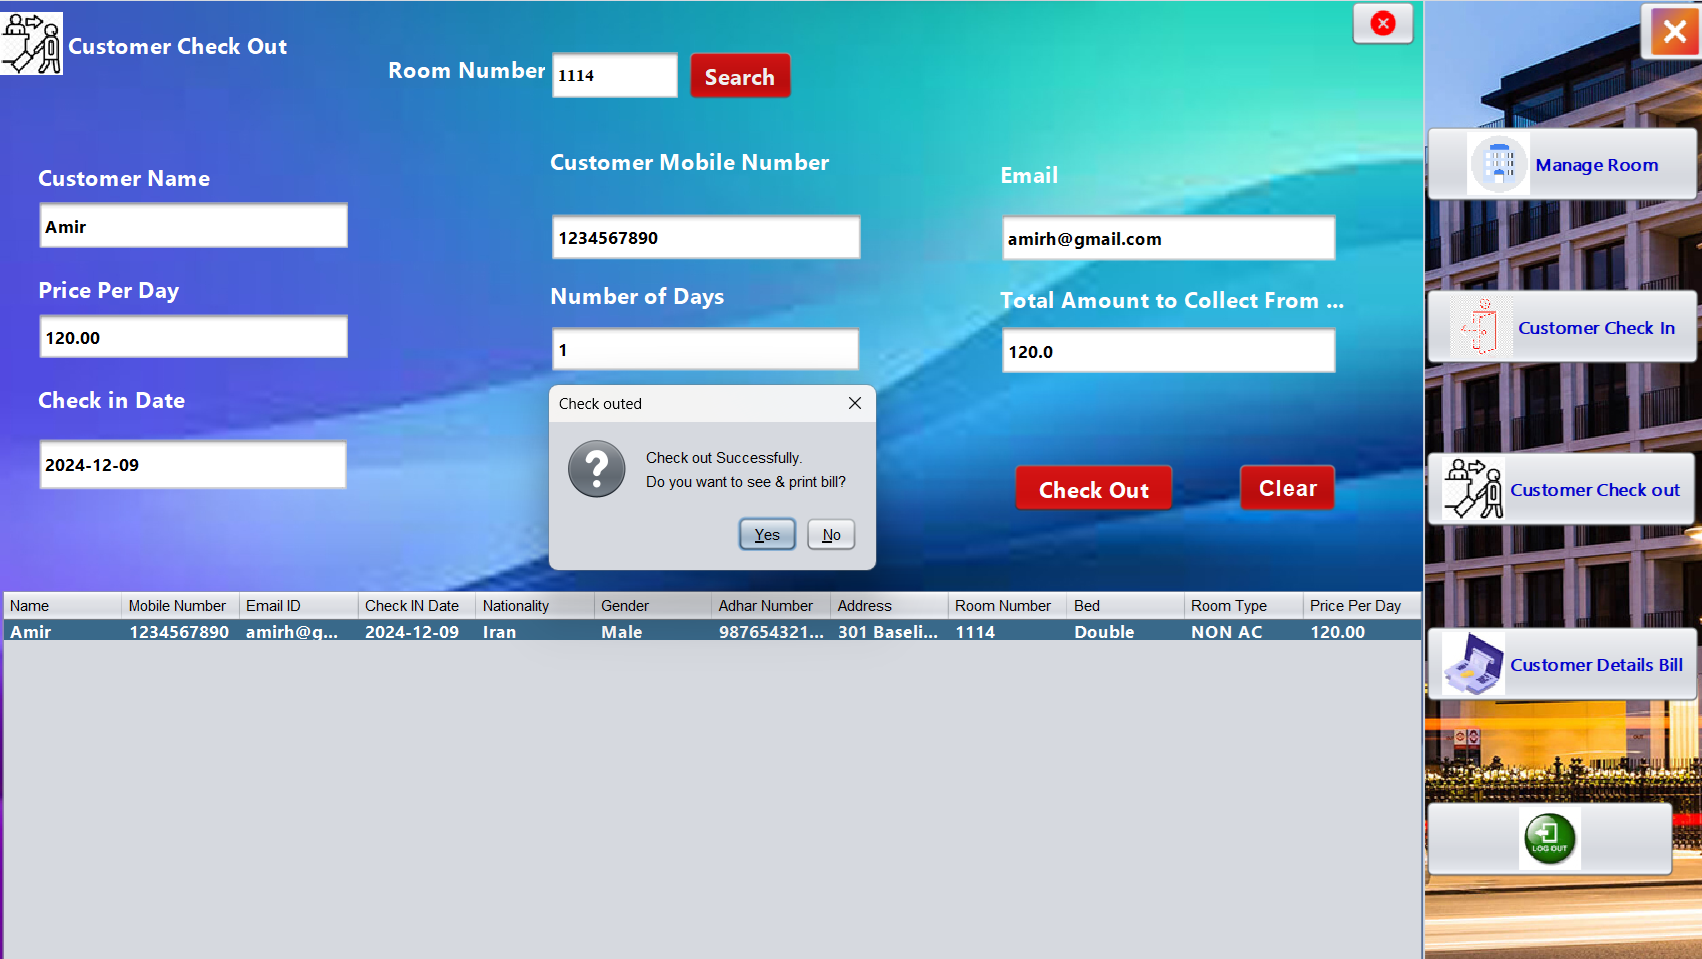 Customer Check Out
Room Number
1114
Search
Customer Name
Amir
Customer Mobile Number
1234567890
Email
amirh@gmail.com
Price Per Day
120.00
Number of Days
1
Total Amount to Collect From ...
120.0
Check in Date
2024-12-09
Check outed
Check out Successfully.
Do you want to see & print bill?
Yes
No
Check Out
Clear
Name Mobile Number Email ID Check IN Date Nationality Gender Adhar Number Address Room Number Bed Room Type Price Per Day
Amir 1234567890 amirh@g... 2024-12-09 Iran Male 987654321... 301 Baseli... 1114 Double NON AC 120.00
Manage Room
Customer Check In
Customer Check out
Customer Details Bill
LOG OUT